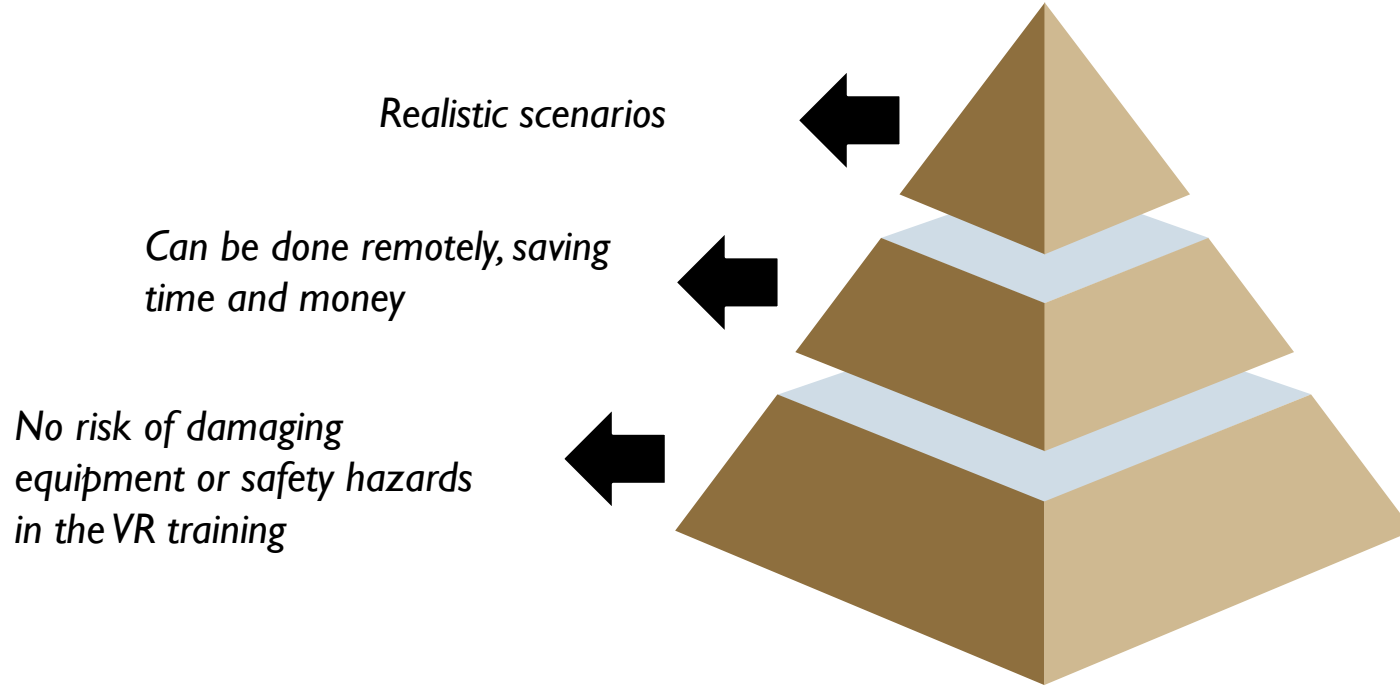 Realistic scenarios
Can be done remotely, saving
time and money
No risk of damaging
equipment or safety hazards
in the VR training